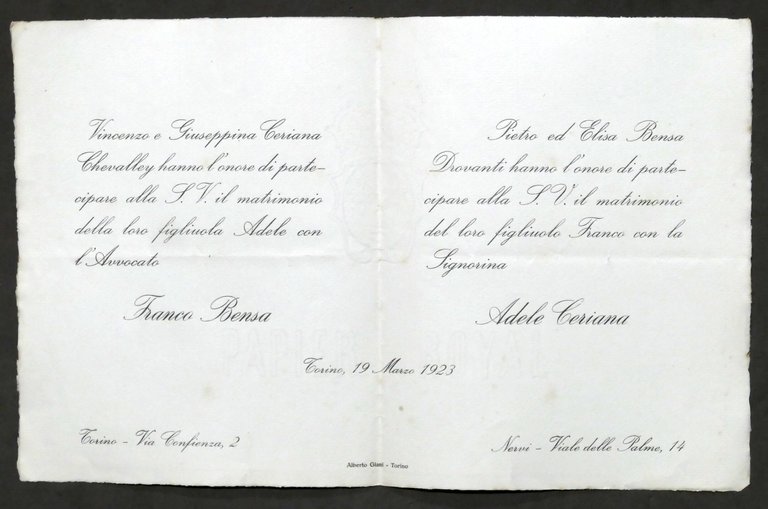 Vincenzo e Giuseppina Ceriana
Chevalley hanno l'onore di parte-
cipare alla S. V. il matrimonio
della loro figliuola Adele con
l'Avvocato
Franco Bensa
Pietro ed Elisa Bensa
Drovanti hanno l'onore di parte-
cipare alla S. V. il matrimonio
del loro figliuolo Franco con la
Signorina
Adele Ceriana
Torino, 19 Marzo 1923
Torino - Via Confienza, 2
Nervi - Viale delle Palme, 14
Alberto Giani - Torino